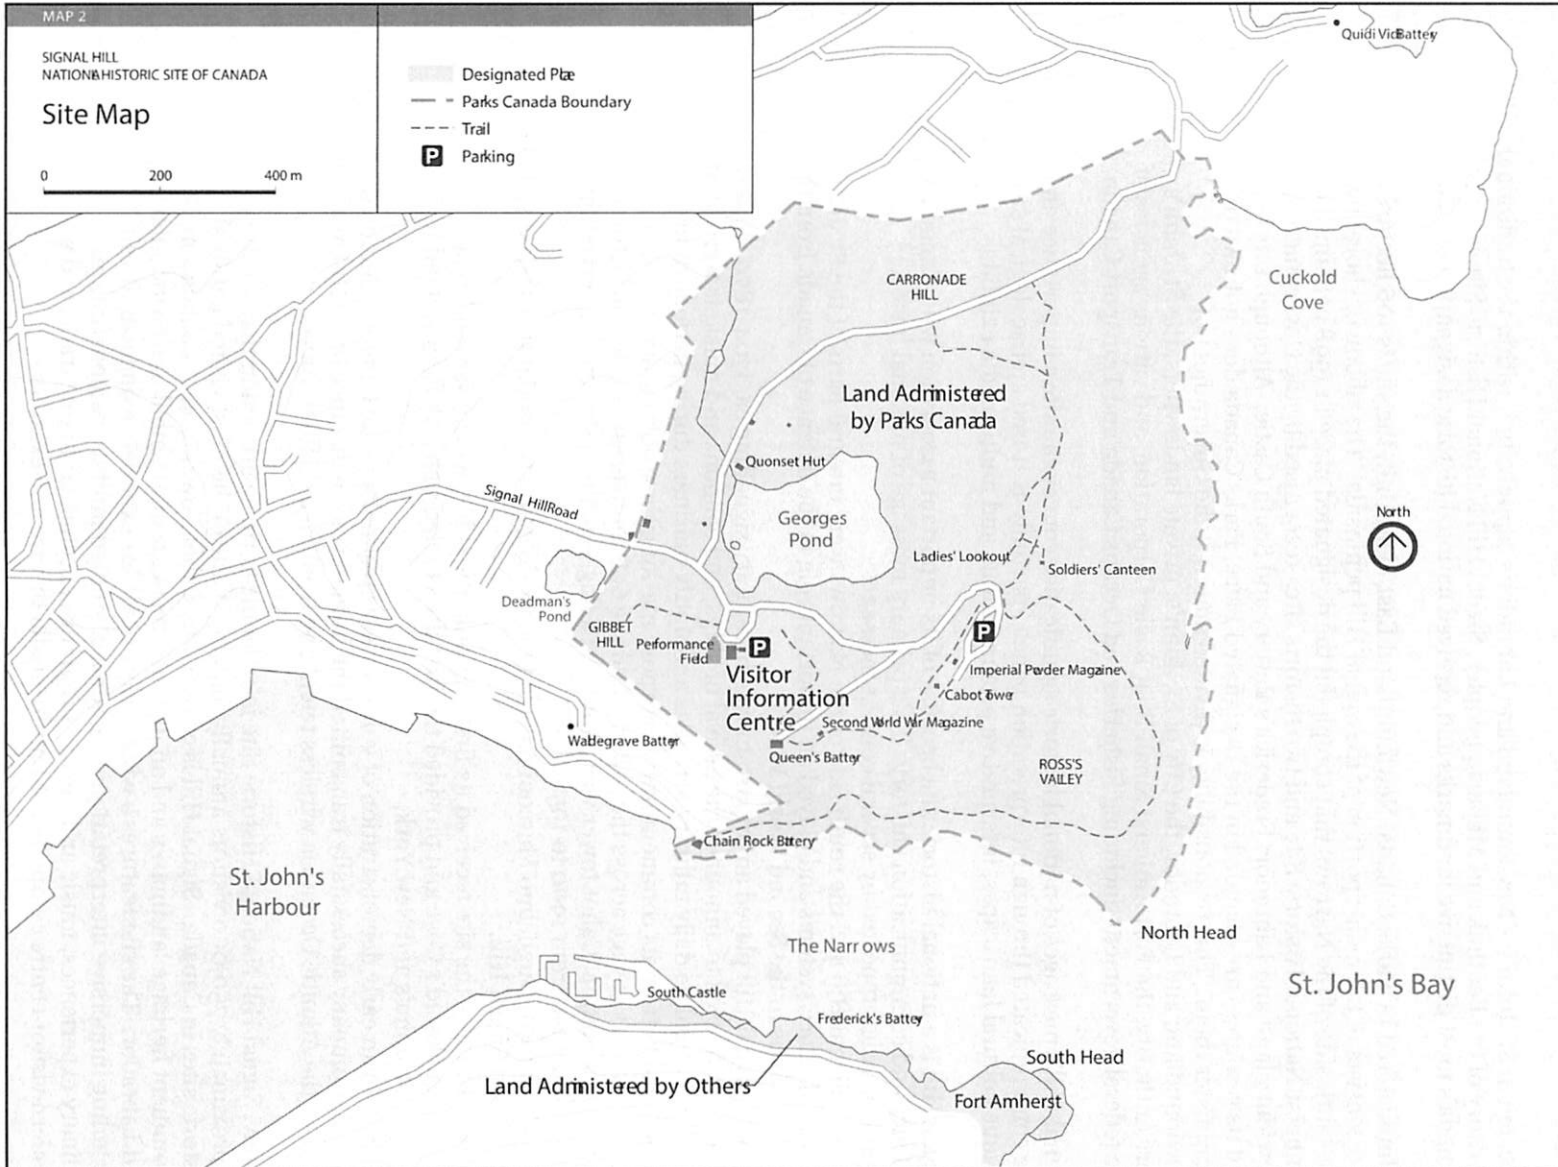 MAP 2
SIGNAL HILL
NATIONAL HISTORIC SITE OF CANADA
Site Map
0 200 400 m
Designated Place
Parks Canada Boundary
Trail
P Parking
Quidi Vidi Battery
Cuckold
Cove
CARRONADE
HILL
Land Administered
by Parks Canada
Quonset Hut
Georges
Pond
Signal Hill Road
North
Ladies' Lookout
Soldiers' Canteen
Deadman's
Pond
GIBBET
HILL
Performance
Field
P
P
Visitor
Information
Centre
Imperial Powder Magazine
Cabot Tower
Second World War Magazine
Queen's Battery
Waldegrave Battery
ROSS'S
VALLEY
Chain Rock Battery
St. John's
Harbour
North Head
The Narrows
St. John's Bay
South Castle
Frederick's Battery
South Head
Land Administered by Others
Fort Amherst